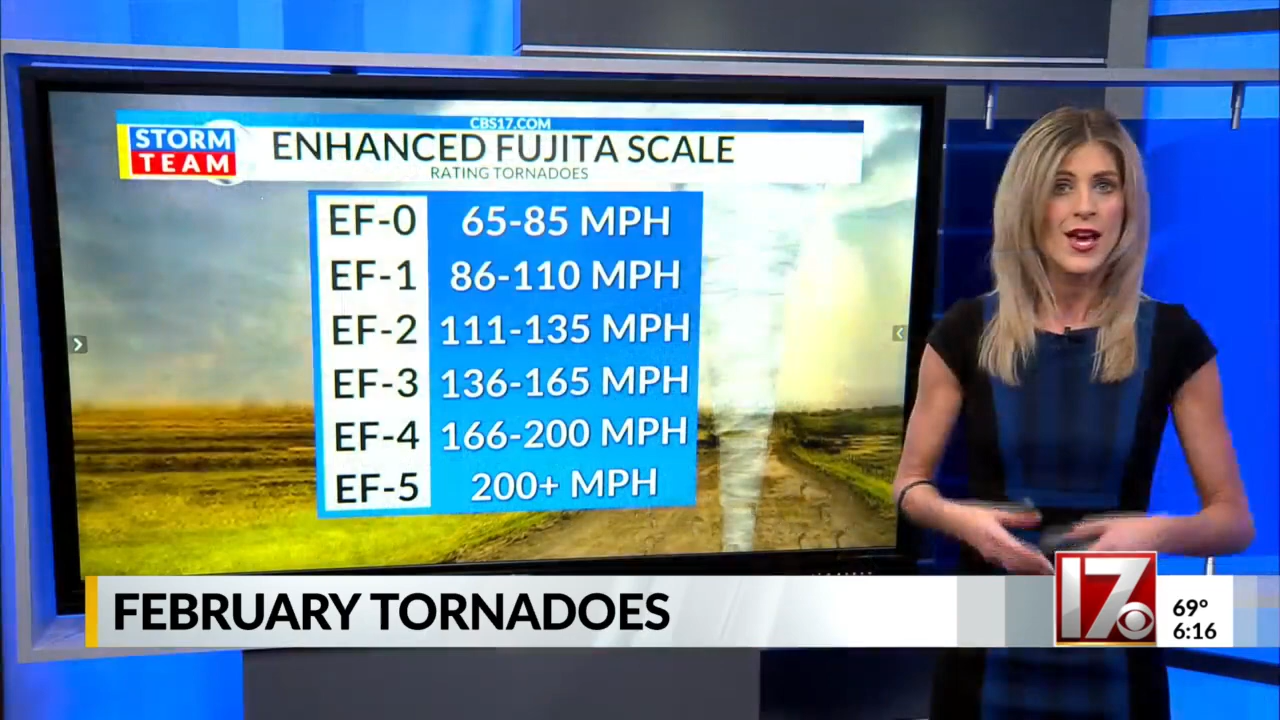 CBS17.COM
STORM
TEAM
ENHANCED FUJITA SCALE
RATING TORNADOES
EF-0 65-85 MPH
EF-1 86-110 MPH
EF-2 111-135 MPH
EF-3 136-165 MPH
EF-4 166-200 MPH
EF-5 200+ MPH
FEBRUARY TORNADOES
17
69°
6:16